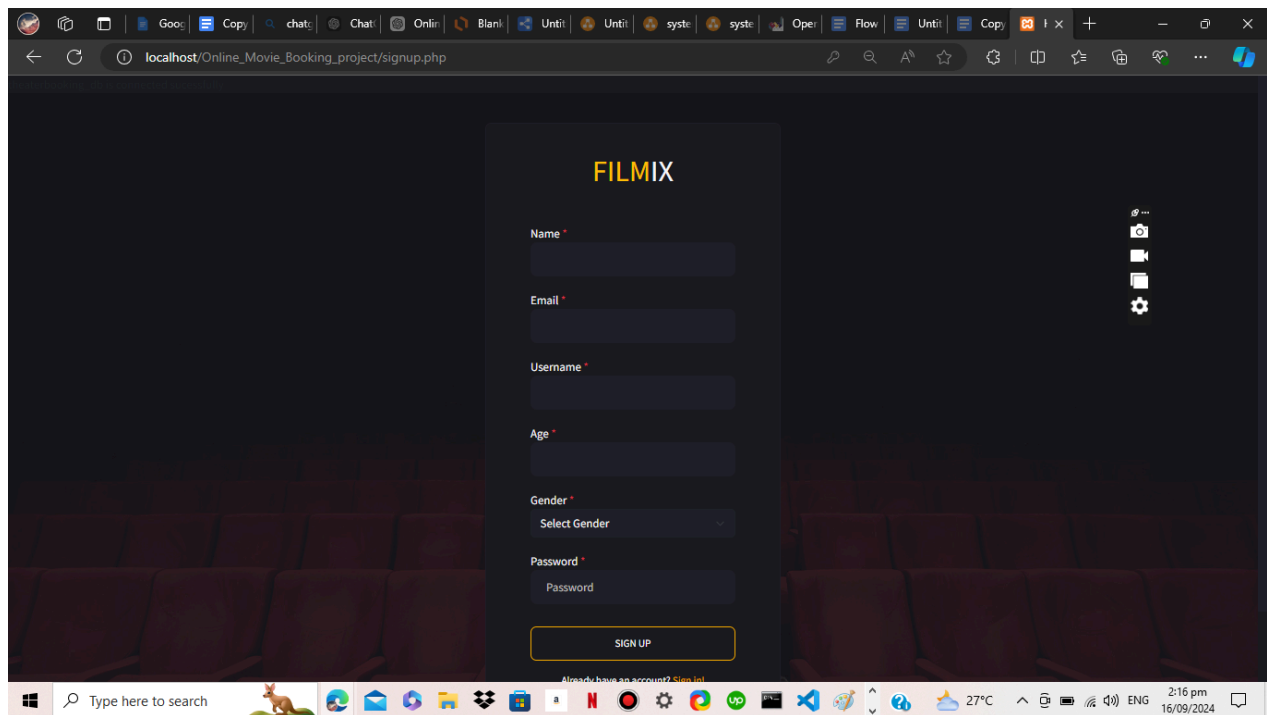 Goog Copy chatg Chat Onlin Blank Untit Untit syste syste Oper Flow Untit Copy
localhost/Online_Movie_Booking_project/signup.php
FILMIX
Name *
Email *
Username *
Age *
Gender *
Select Gender
Password *
Password
SIGN UP
Already have an account? Sign in!
Type here to search
27°C
ENG
2:16 pm
16/09/2024